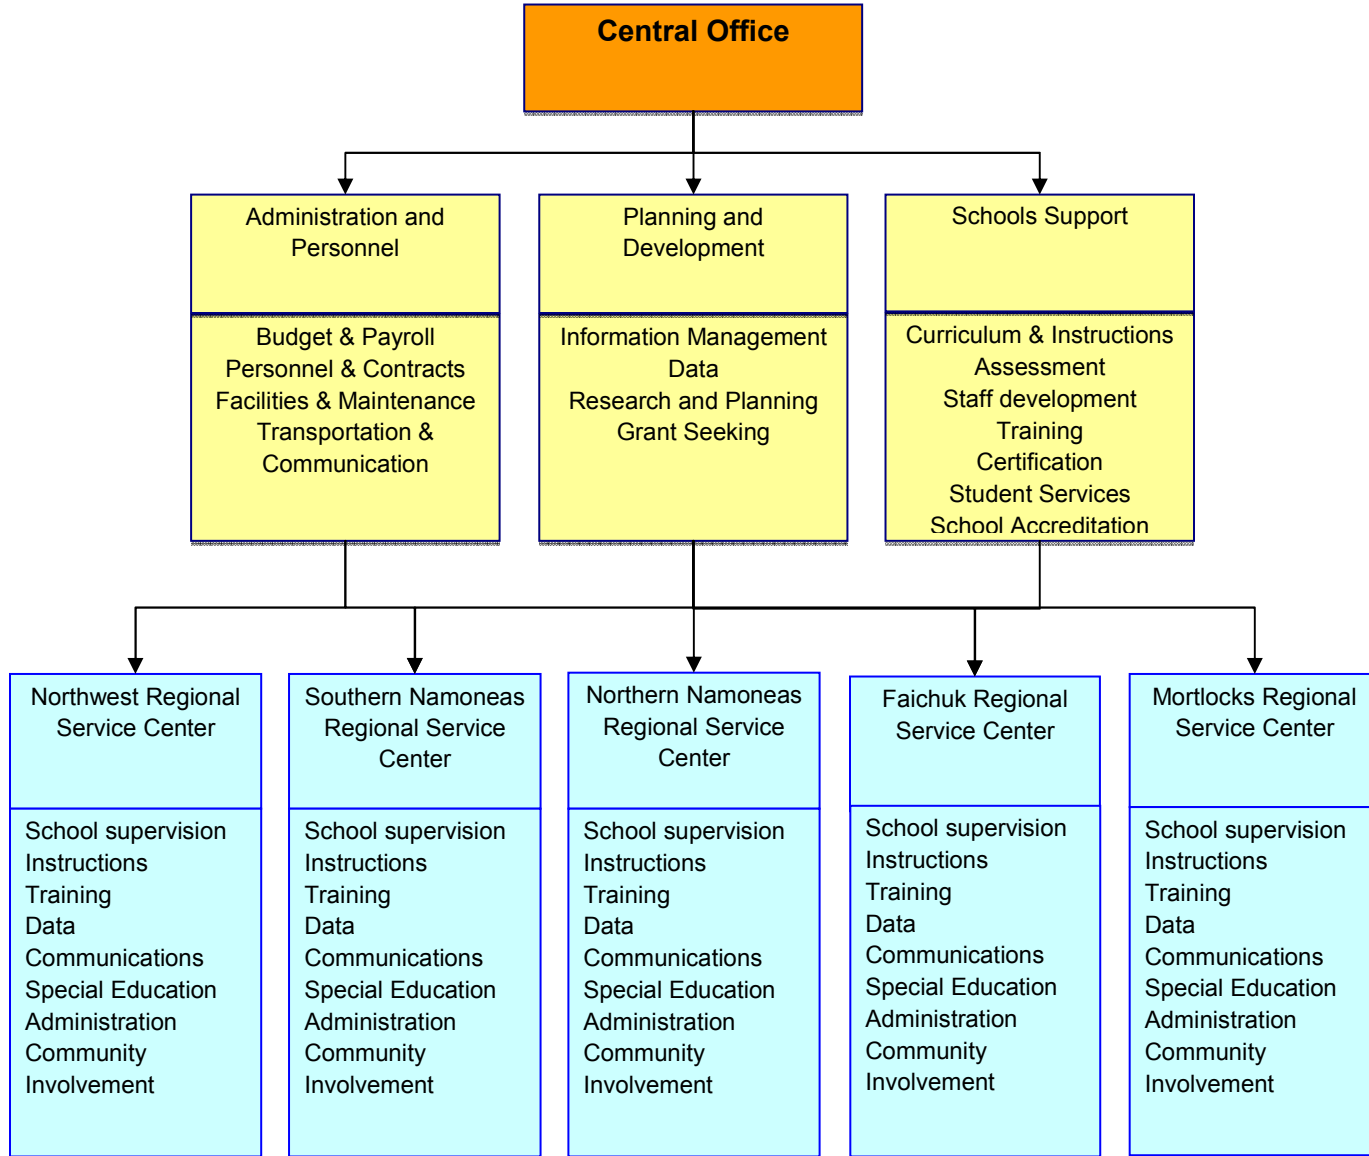 Central Office
Administration and
Personnel
Budget & Payroll
Personnel & Contracts
Facilities & Maintenance
Transportation &
Communication
Planning and
Development
Information Management
Data
Research and Planning
Grant Seeking
Schools Support
Curriculum & Instructions
Assessment
Staff development
Training
Certification
Student Services
School Accreditation
Northwest Regional
Service Center
School supervision
Instructions
Training
Data
Communications
Special Education
Administration
Community
Involvement
Southern Namoneas
Regional Service
Center
School supervision
Instructions
Training
Data
Communications
Special Education
Administration
Community
Involvement
Northern Namoneas
Regional Service
Center
School supervision
Instructions
Training
Data
Communications
Special Education
Administration
Community
Involvement
Faichuk Regional
Service Center
School supervision
Instructions
Training
Data
Communications
Special Education
Administration
Community
Involvement
Mortlocks Regional
Service Center
School supervision
Instructions
Training
Data
Communications
Special Education
Administration
Community
Involvement